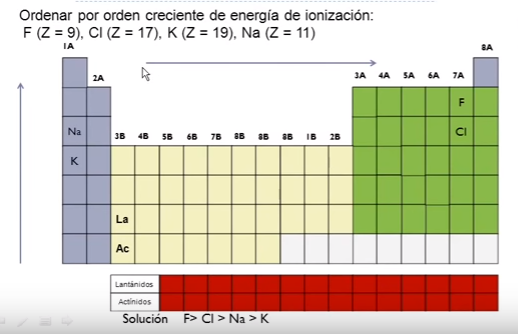 Ordenar por orden creciente de energía de ionización:
F (Z = 9), Cl (Z = 17), K (Z = 19), Na (Z = 11)
IA 8A
2A 3A 4A 5A 6A 7A
F
Na 3B 4B 5B 6B 7B 8B 8B 8B IB 2B Cl
K
La
Ac
Lantánidos
Actínidos
Solución F> Cl > Na > K